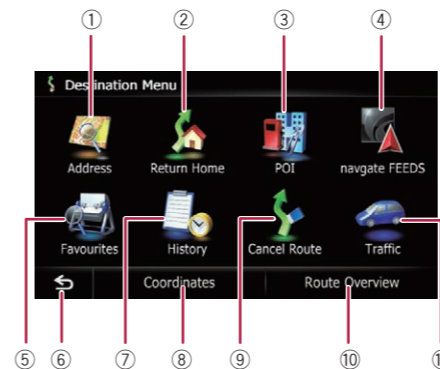 ① ② ③ ④
Destination Menu
Address Return Home POI navgate FEEDS
Favourites History Cancel Route Traffic
Coordinates Route Overview
⑤ ⑥ ⑦ ⑧ ⑨ ⑩